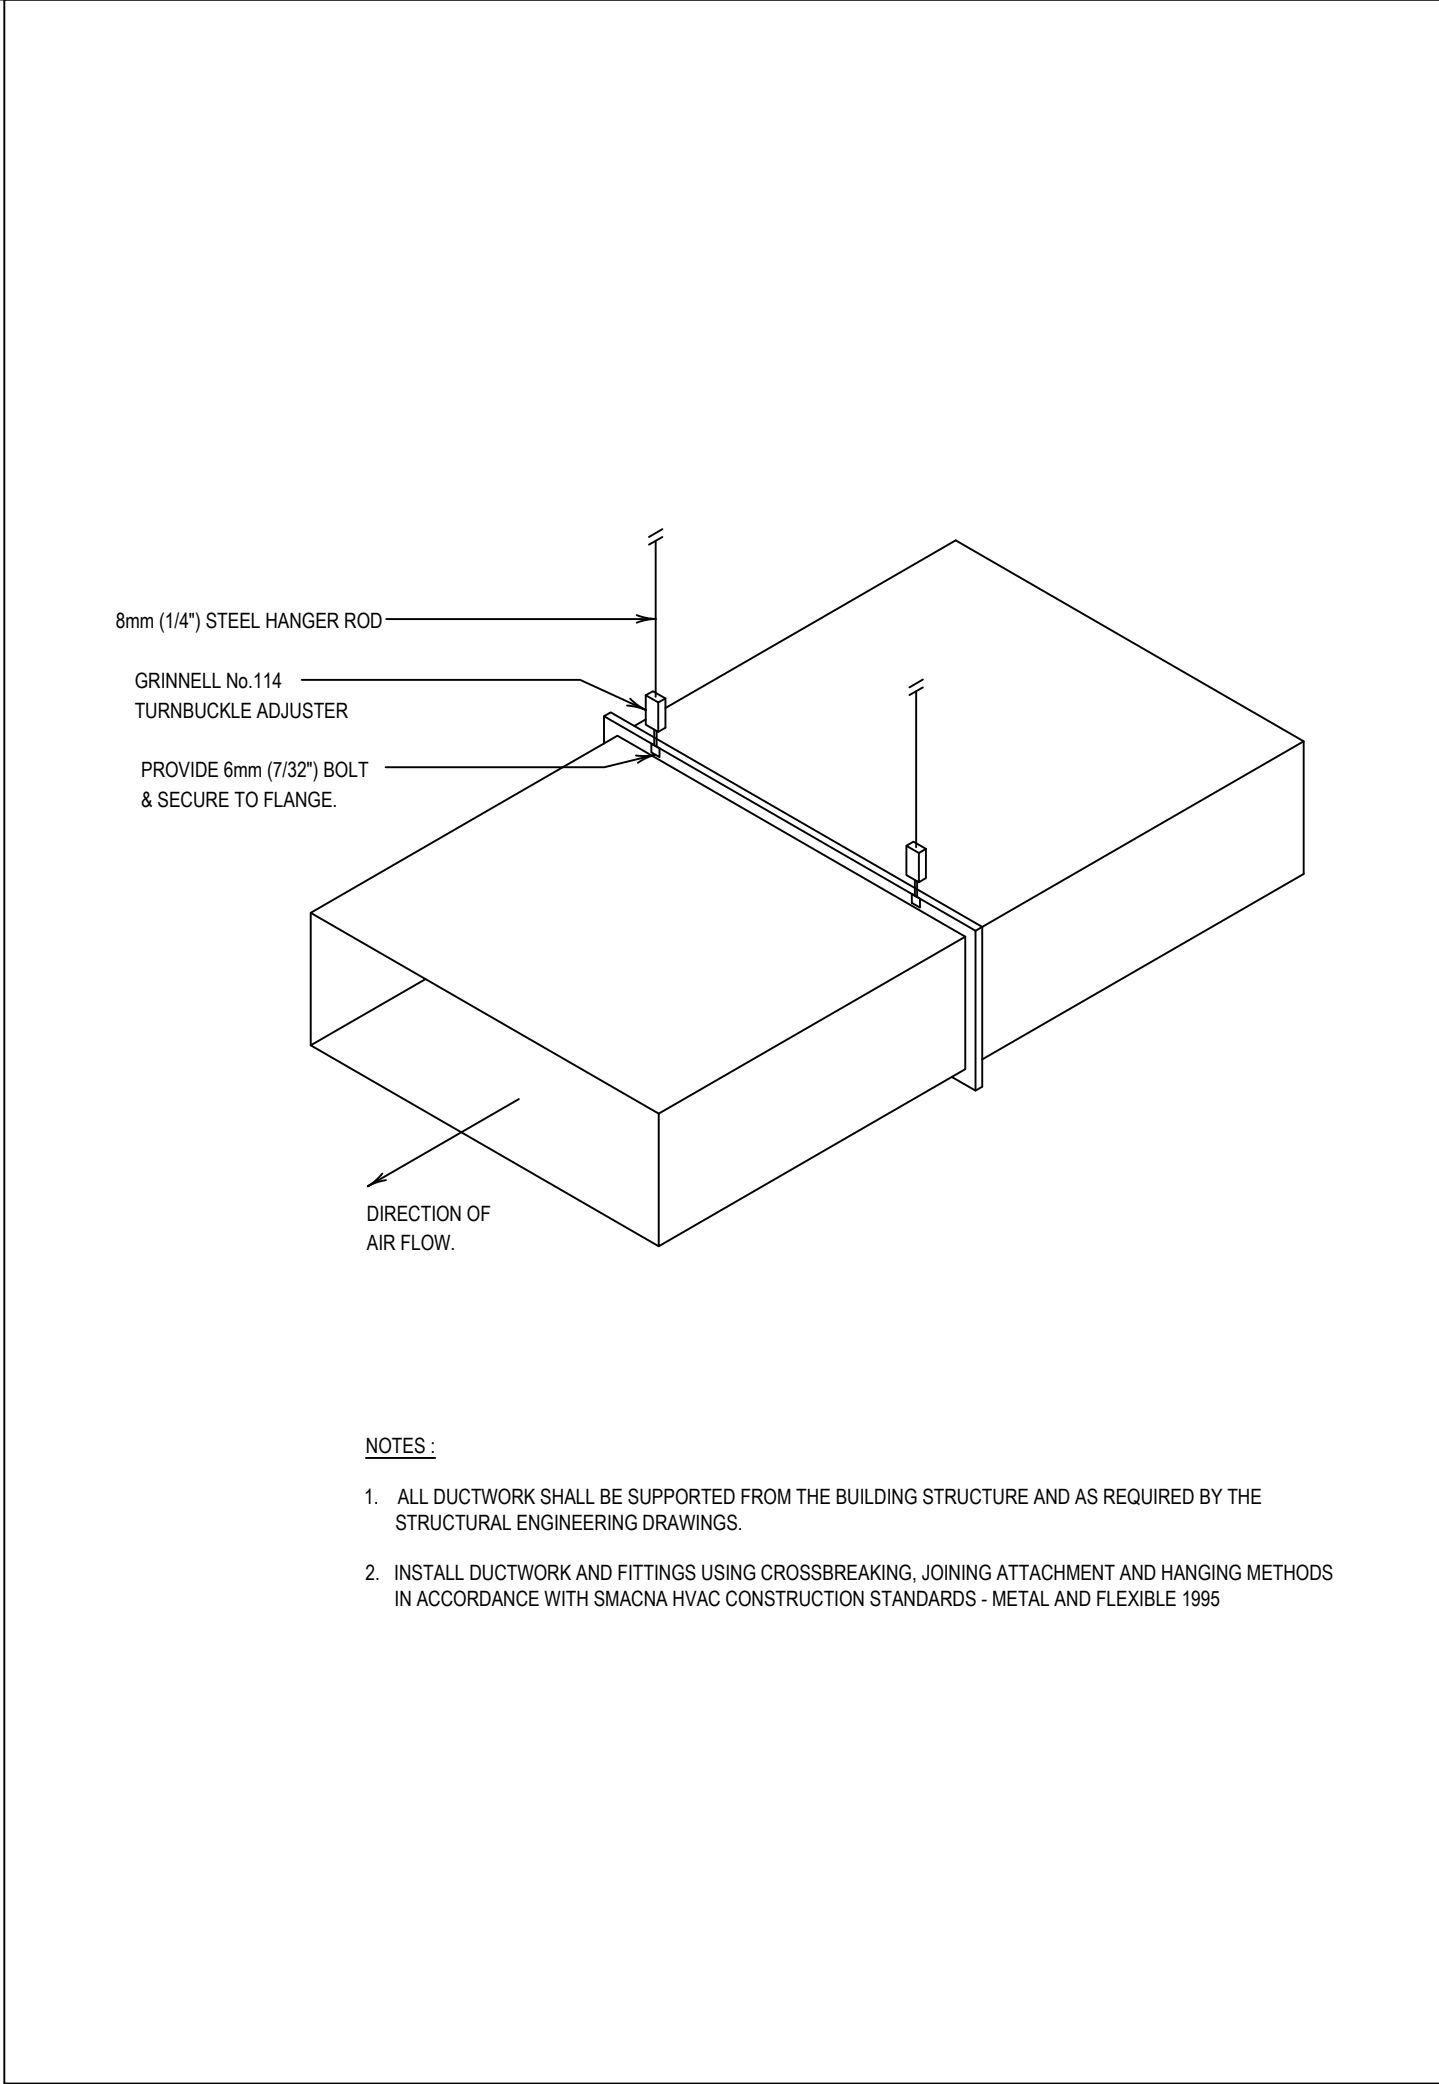 8mm (1/4") STEEL HANGER ROD
GRINNELL No.114
TURNBUCKLE ADJUSTER
PROVIDE 6mm (7/32") BOLT
& SECURE TO FLANGE.
DIRECTION OF
AIR FLOW.
NOTES :
1. ALL DUCTWORK SHALL BE SUPPORTED FROM THE BUILDING STRUCTURE AND AS REQUIRED BY THE
STRUCTURAL ENGINEERING DRAWINGS.
2. INSTALL DUCTWORK AND FITTINGS USING CROSSBREAKING, JOINING ATTACHMENT AND HANGING METHODS
IN ACCORDANCE WITH SMACNA HVAC CONSTRUCTION STANDARDS - METAL AND FLEXIBLE 1995